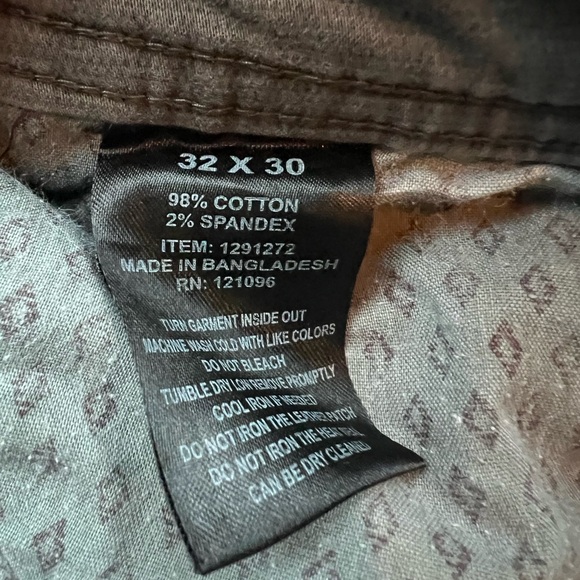 32 X 30
98% COTTON
2% SPANDEX
ITEM: 1291272
MADE IN BANGLADESH
RN: 121096
TURN GARMENT INSIDE OUT
MACHINE WASH COLD WITH LIKE COLORS
DO NOT BLEACH
TUMBLE DRY LOW REMOVE PROMPTLY
COOL IRON IF NEEDED
DO NOT IRON THE LEATHER PATCH
DO NOT IRON THE
CAN BE DRY CLEANED